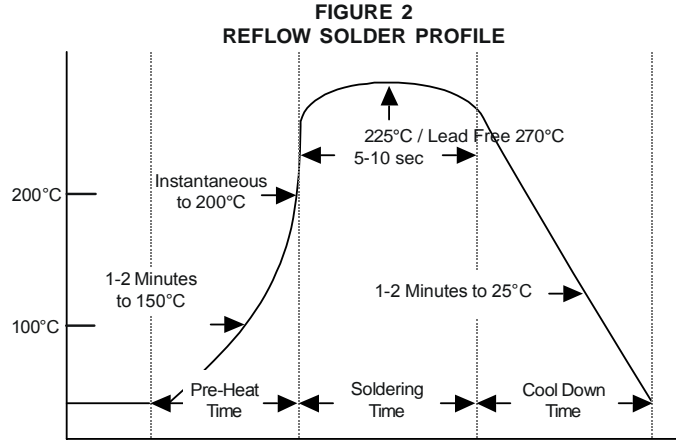 FIGURE 2
REFLOW SOLDER PROFILE
225°C / Lead Free 270°C
5-10 sec
Instantaneous
to 200°C
200°C
1-2 Minutes
to 150°C
1-2 Minutes to 25°C
100°C
Pre-Heat
Time
Soldering
Time
Cool Down
Time